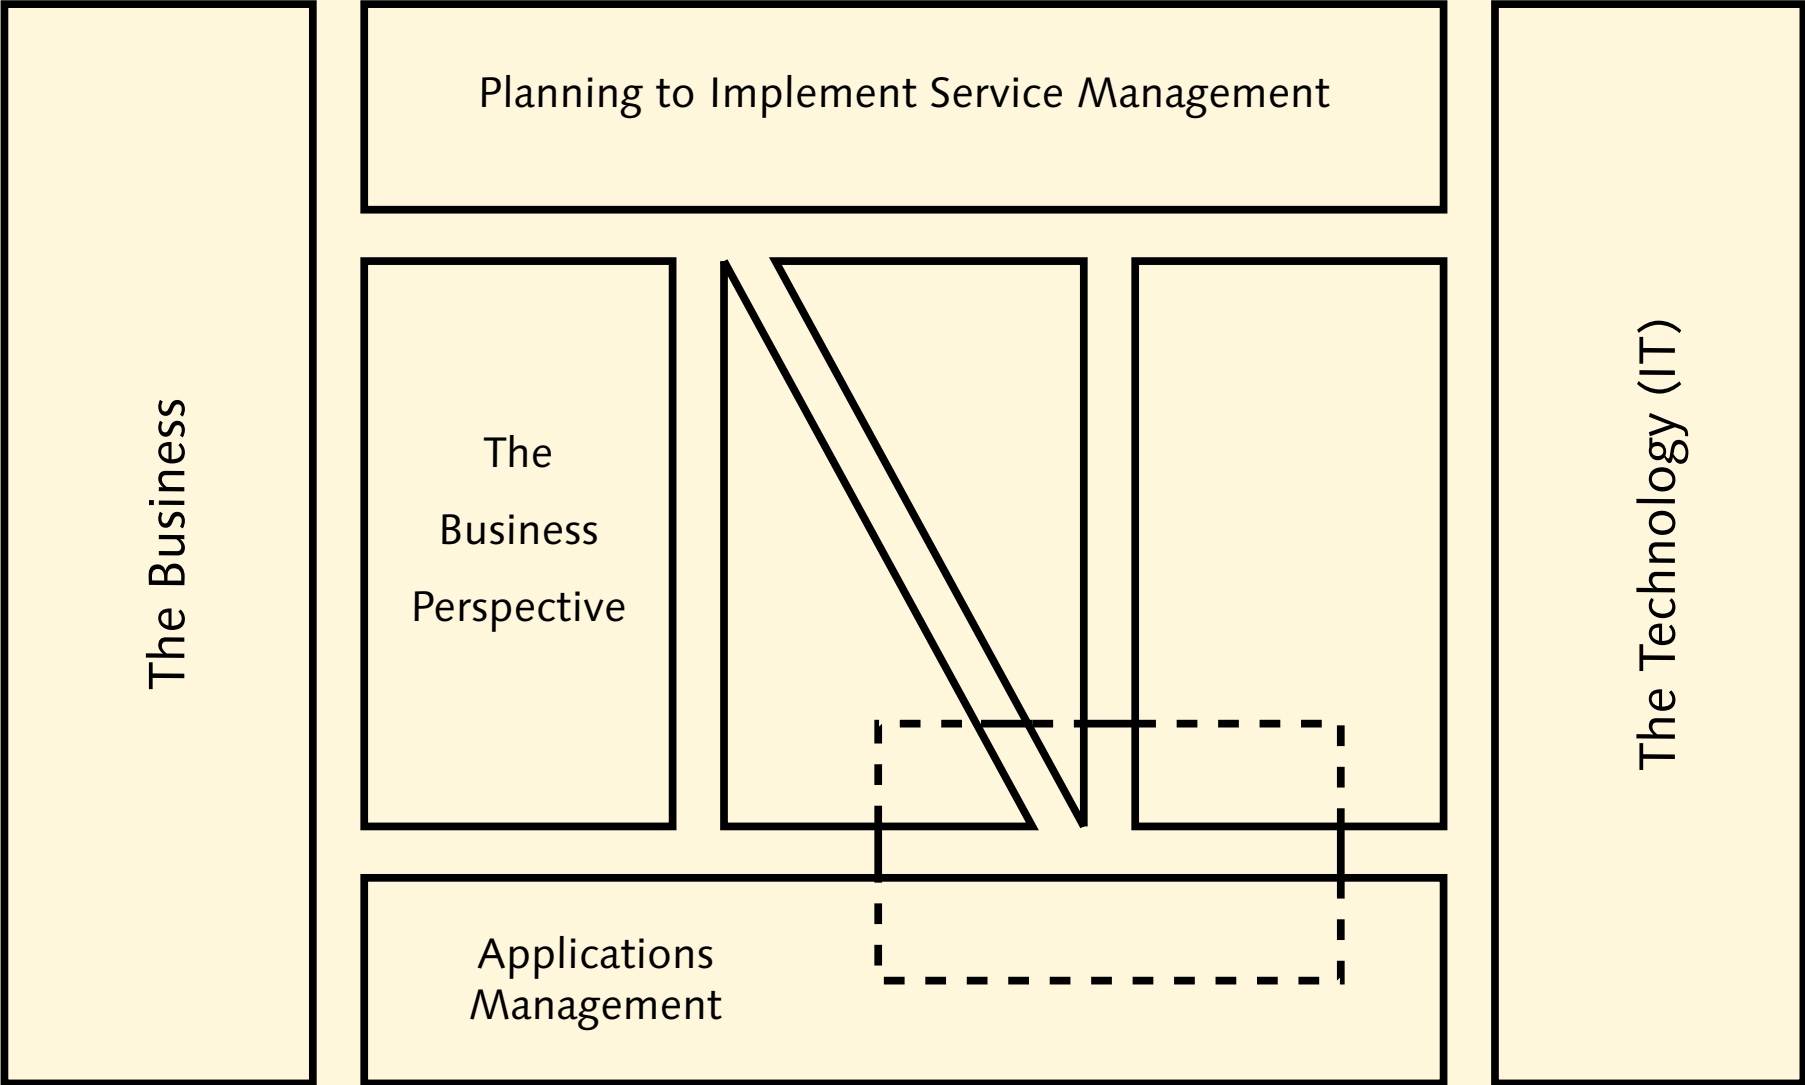 Planning to Implement Service Management
The Business
The
Business
Perspective
The Technology (IT)
Applications
Management